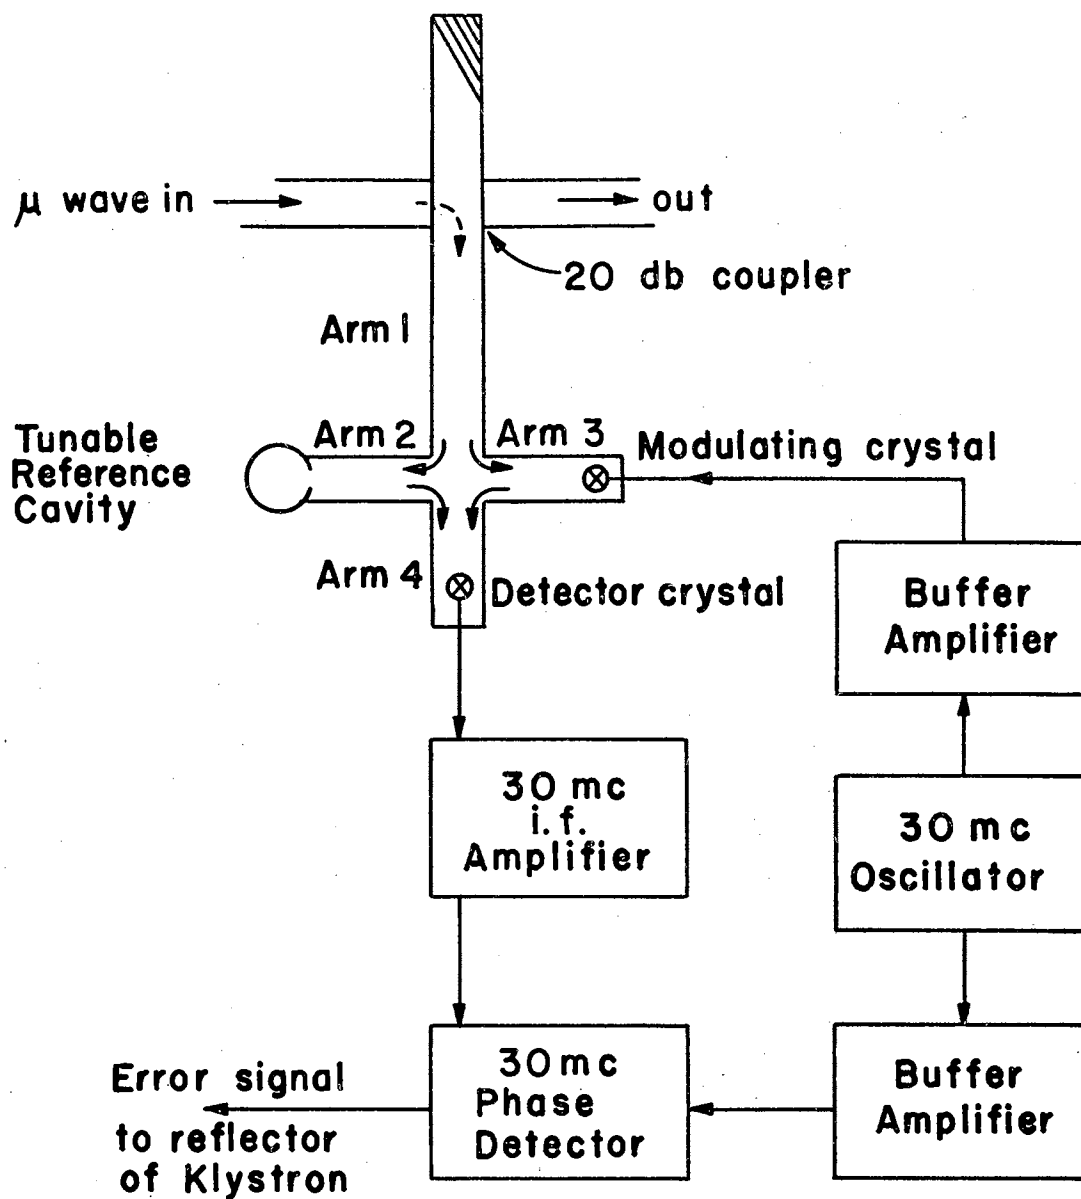 μ wave in
out
20 db coupler
Arm 1
Tunable
Reference
Cavity
Arm 2
Arm 3
Modulating crystal
Arm 4
Detector crystal
Buffer
Amplifier
30 mc
i.f.
Amplifier
30 mc
Oscillator
Error signal
to reflector
of Klystron
30 mc
Phase
Detector
Buffer
Amplifier